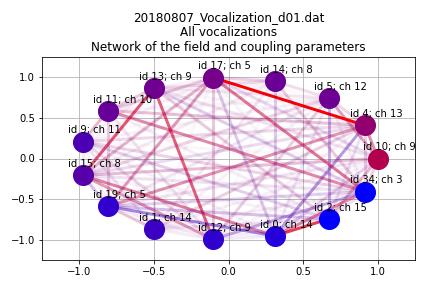 20180807_Vocalization_d01.dat
All vocalizations
Network of the field and coupling parameters
id 17; ch 5
id 14; ch 8
id 13; ch 9
id 5; ch 12
id 11; ch 10
id 4; ch 13
id 9; ch 11
id 10; ch 9
id 15; ch 8
id 34; ch 3
id 19; ch 5
id 2; ch 15
id 1; ch 14
id 12; ch 9
id 0; ch 14
1.0
0.5
0.0
−0.5
−1.0
−1.0
−0.5
0.0
0.5
1.0